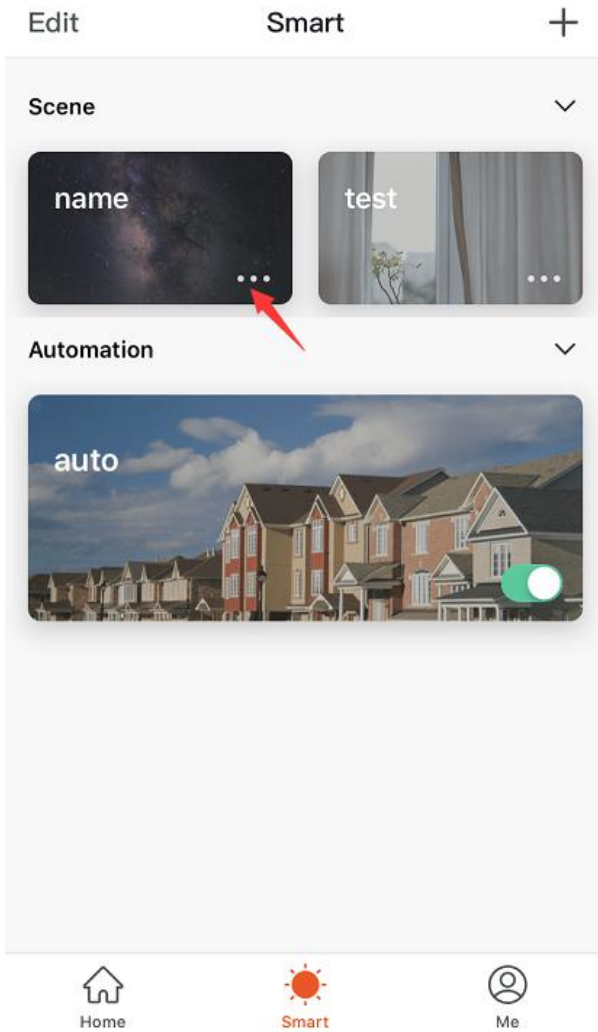 Edit Smart +
Scene
name test
Automation
auto
Home Smart Me